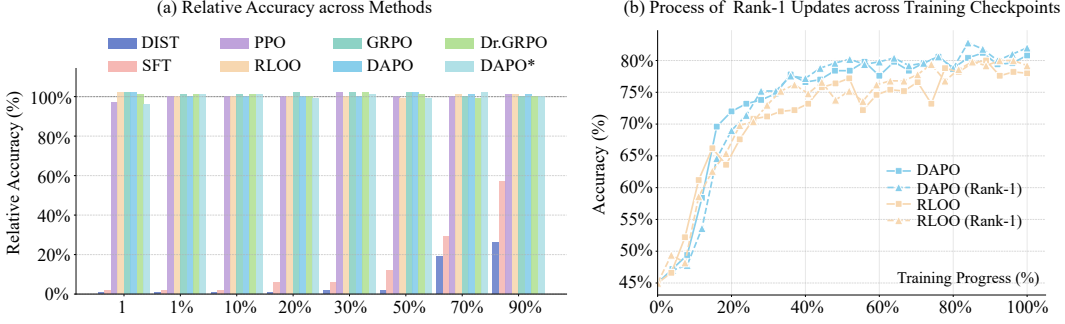 (a) Relative Accuracy across Methods
DIST PPO GRPO Dr.GRPO
SFT RLOO DAPO DAPO*
Relative Accuracy (%)
100%
80%
60%
40%
20%
0%
1 1% 10% 20% 30% 50% 70% 90%
(b) Process of Rank-1 Updates across Training Checkpoints
Accuracy (%)
80%
75%
70%
65%
60%
55%
50%
45%
DAPO
DAPO (Rank-1)
RLOO
RLOO (Rank-1)
Training Progress (%)
0% 20% 40% 60% 80% 100%